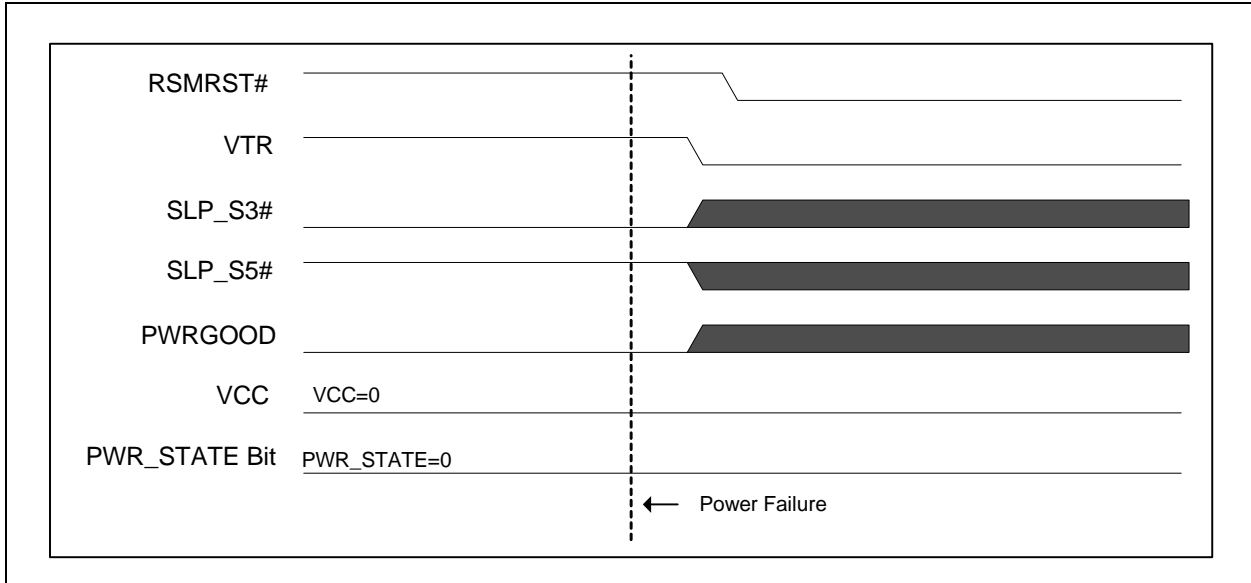 RSMRST#
VTR
SLP_S3#
SLP_S5#
PWRGOOD
VCC VCC=0
PWR_STATE Bit PWR_STATE=0
Power Failure